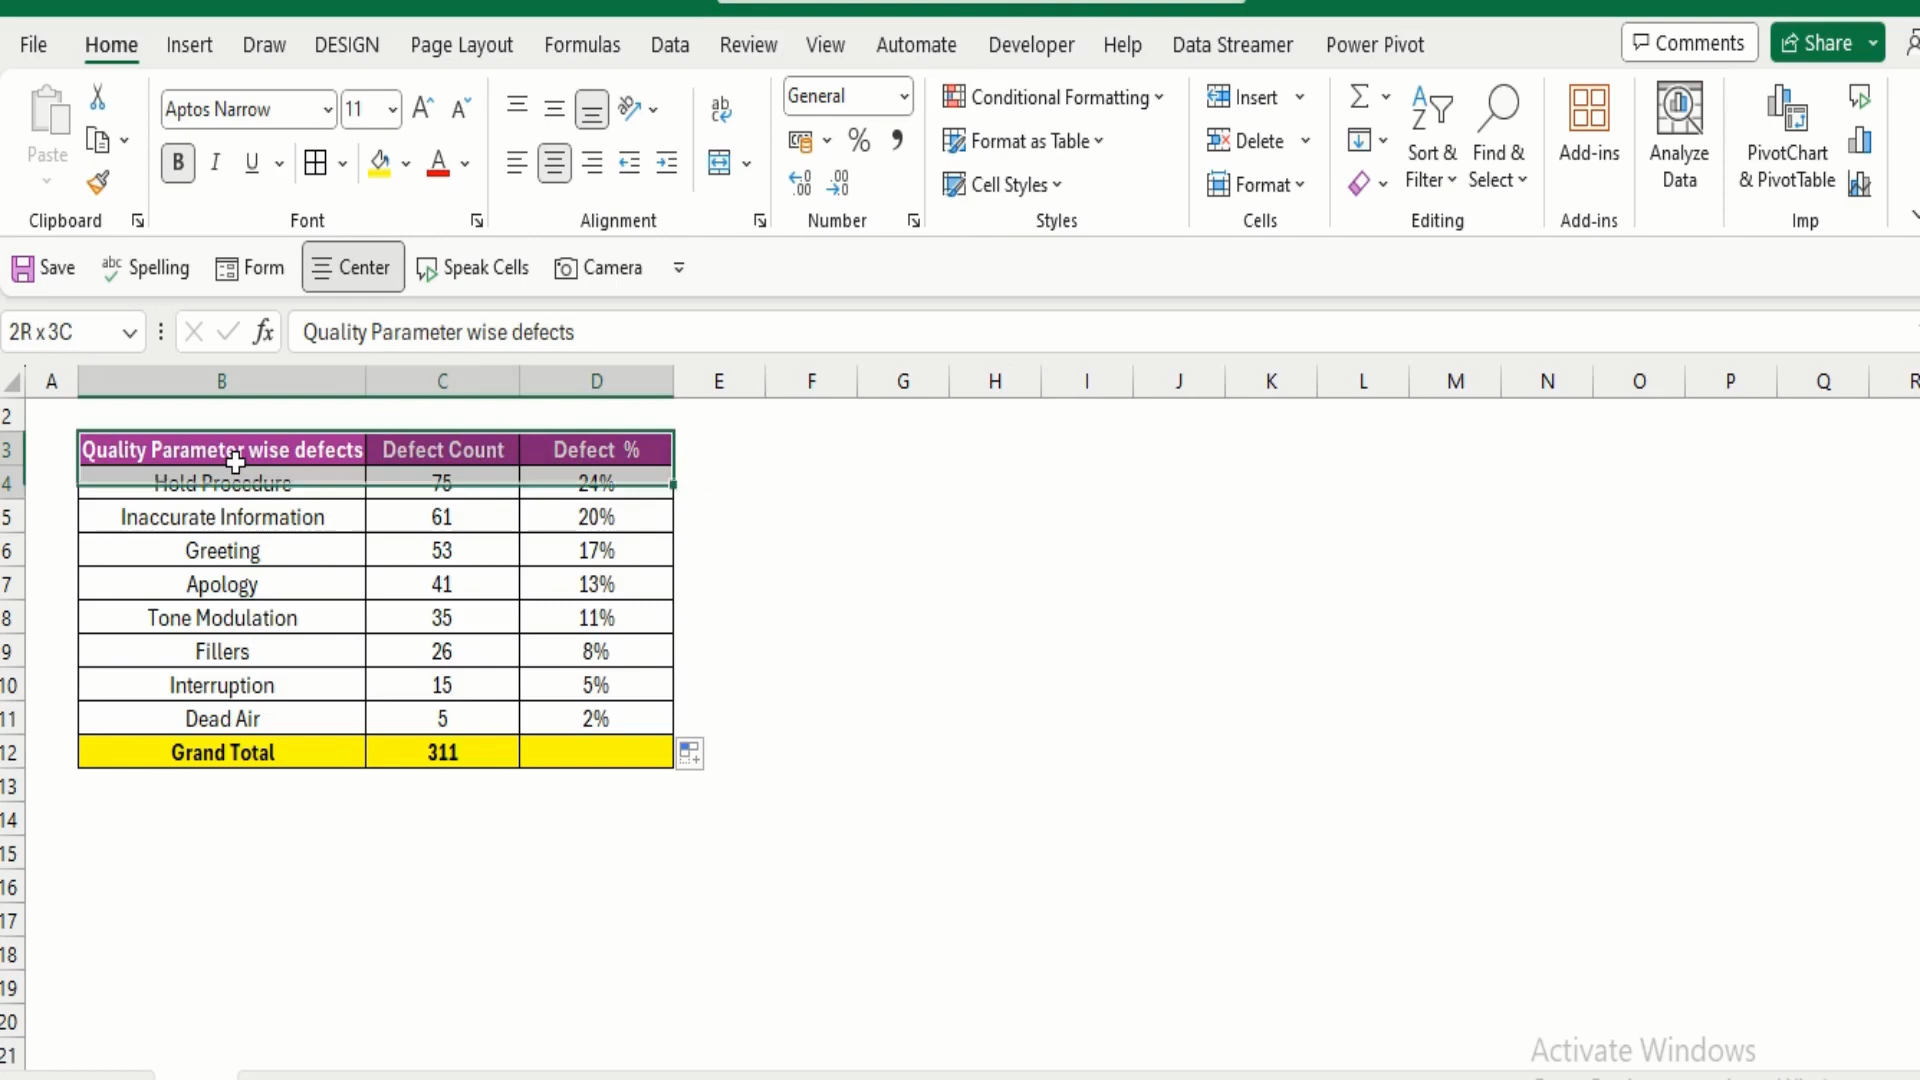 File Home Insert Draw DESIGN Page Layout Formulas Data Review View Automate Developer Help Data Streamer Power Pivot Comments Share
Paste
Clipboard
Aptos Narrow 11
B I U A
Font
ab
Alignment
General
% 9
.00 .00
Number
Conditional Formatting
Format as Table
Cell Styles
Styles
Insert
Delete
Format
Cells
Sort &
Filter
Find &
Select
Editing
Add-ins
Add-ins
Analyze
Data
PivotChart
& PivotTable
Imp
Save Spelling Form Center Speak Cells Camera
2R x 3C fx Quality Parameter wise defects
A B C D E F G H I J K L M N O P Q R
2
3 Quality Parameter wise defects Defect Count Defect %
4 Hold Procedure 75 24%
5 Inaccurate Information 61 20%
6 Greeting 53 17%
7 Apology 41 13%
8 Tone Modulation 35 11%
9 Fillers 26 8%
10 Interruption 15 5%
11 Dead Air 5 2%
12 Grand Total 311
13
14
15
16
17
18
19
20
21
Activate Windows